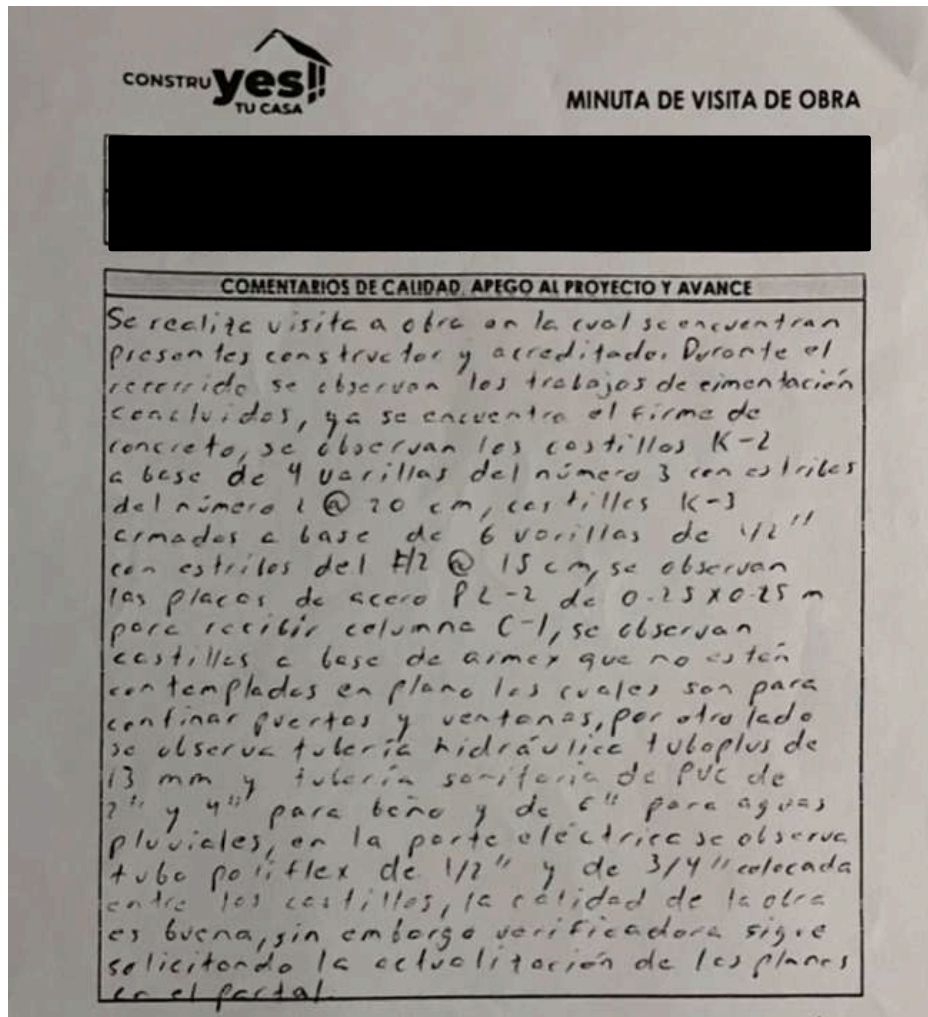 CONSTRUyes!!
TU CASA
MINUTA DE VISITA DE OBRA
COMENTARIOS DE CALIDAD, APEGO AL PROYECTO Y AVANCE
Se realiza visita a obra en la cual se encuentran
presentes constructor y acreditado. Durante el
recorrido se observan los trabajos de cimentación
concluidos, ya se encuentra el firme de
concreto, se observan los castillos K-2
a base de 4 varillas del número 3 con estribos
del número 2 @ 20 cm, castillos K-3
armados a base de 6 varillas de 1/2"
con estribos del #2 @ 15 cm, se observan
las placas de acero PL-2 de 0.25 x 0.25 m
para recibir columna C-1, se observan
castillos a base de armex que no están
contemplados en plano los cuales son para
confinar puertas y ventanas, por otro lado
se observa tubería hidráulica tuboplus de
13 mm y tubería sanitaria de PVC de
2" y 4" para baño y de 6" para aguas
pluviales, en la parte eléctrica se observa
tubo poliflex de 1/2" y de 3/4" colocada
entre los castillos, la calidad de la obra
es buena, sin embargo verificadora sigue
solicitando la actualización de los planos
en el portal.